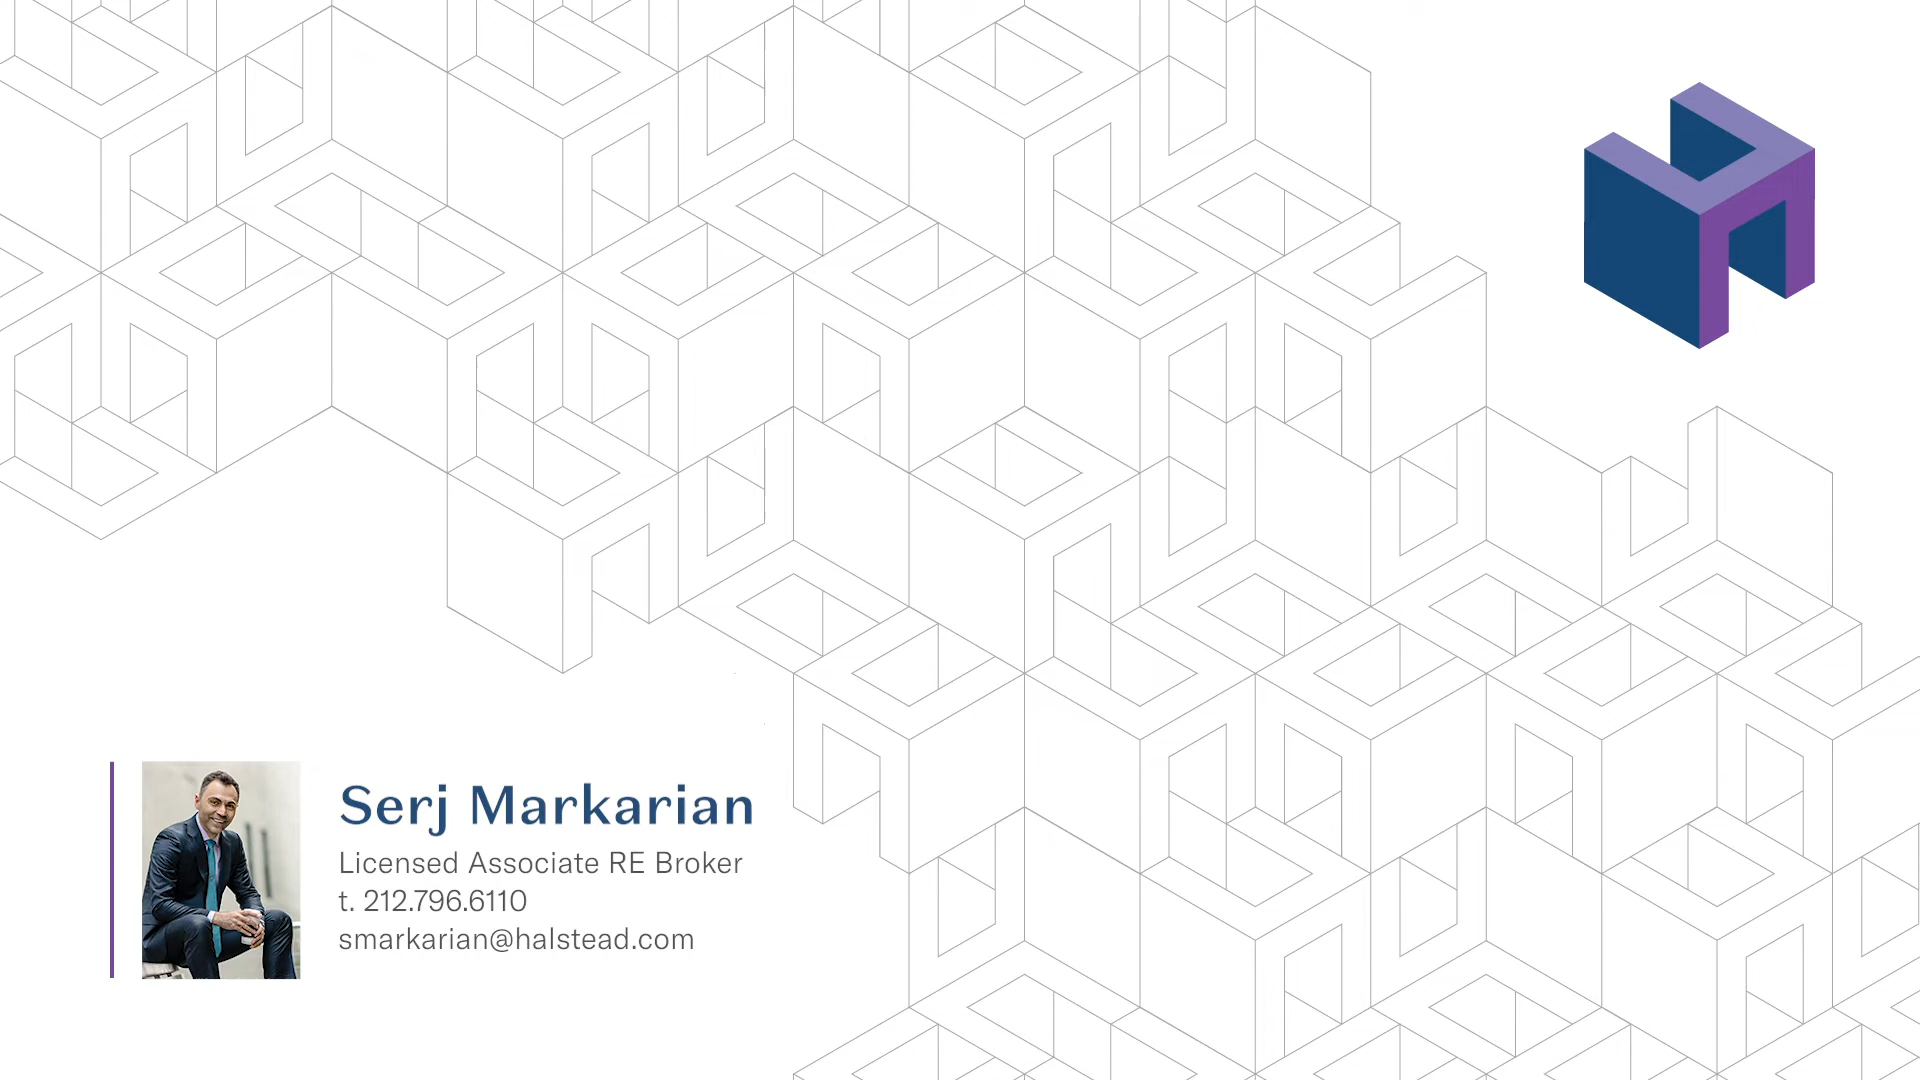 Serj Markarian
Licensed Associate RE Broker
t. 212.796.6110
smarkarian@halstead.com